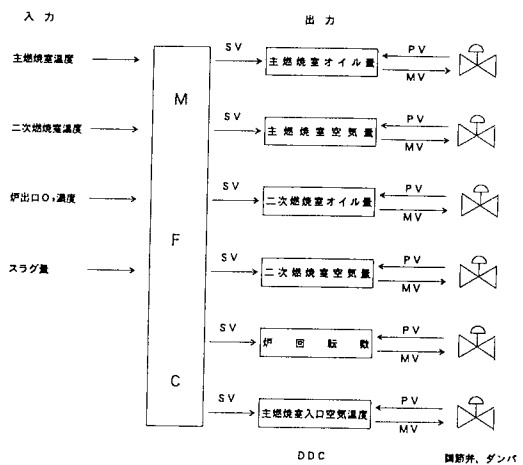 入力
出力
主燃焼室温度
二次燃焼室温度
炉出口O₂濃度
スラグ量
M
F
C
SV
主燃焼室オイル量
PV
MV
SV
主燃焼室空気量
PV
MV
SV
二次燃焼室オイル量
PV
MV
SV
二次燃焼室空気量
PV
MV
SV
炉回転数
PV
MV
SV
主燃焼室入口空気温度
PV
MV
DDC
調節弁、ダンパ